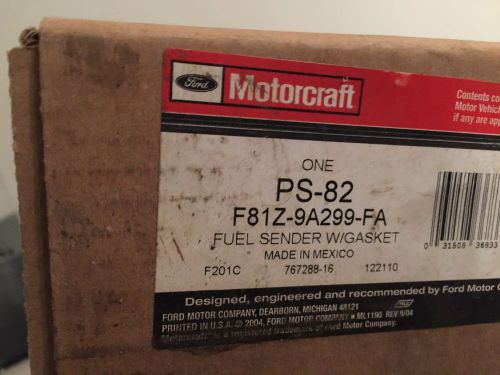 Ford
Motorcraft
Contents co
Motor Vehic
if any are ap
ONE
PS-82
F81Z-9A299-FA
FUEL SENDER W/GASKET
MADE IN MEXICO
F201C 767288-16 122110
0 31508 36833
Designed, engineered and recommended by Ford Motor C
FORD MOTOR COMPANY, DEARBORN, MICHIGAN 48121
PRINTED IN U.S.A. © 2004, FORD MOTOR COMPANY ■ ML1190 REV 9/04
Motorcraft is a registered trademark of Ford Motor Company.